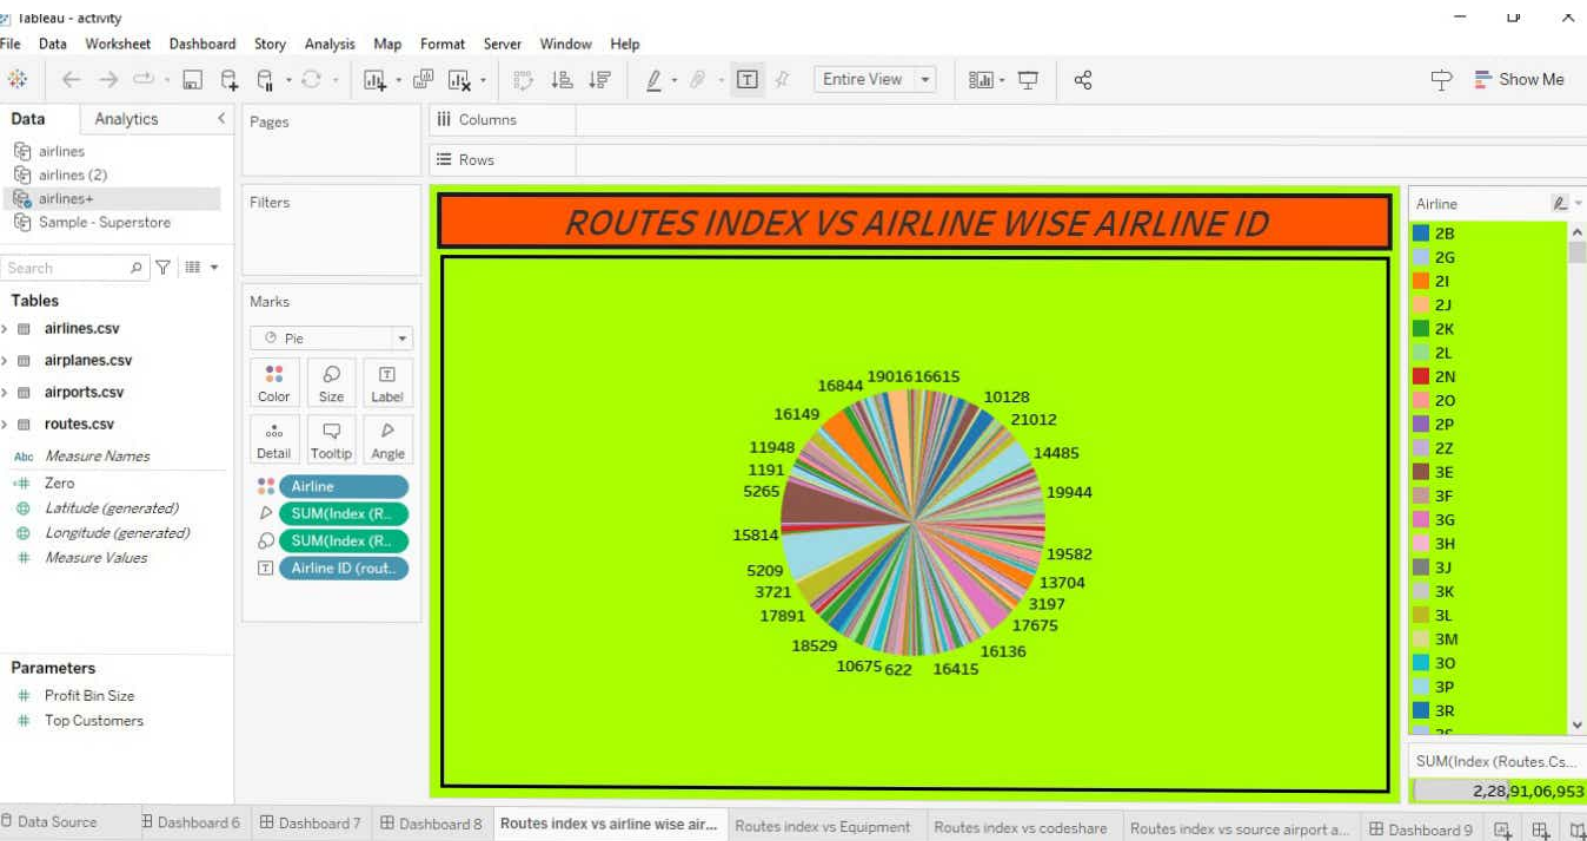 Tableau - activity
File Data Worksheet Dashboard Story Analysis Map Format Server Window Help
Entire View
Show Me
Data Analytics
airlines
airlines (2)
airlines+
Sample - Superstore
Search
Tables
airlines.csv
airplanes.csv
airports.csv
routes.csv
Abc Measure Names
Zero
Latitude (generated)
Longitude (generated)
Measure Values
Parameters
Profit Bin Size
Top Customers
Pages
Filters
Marks
Pie
Color Size Label
Detail Tooltip Angle
Airline
SUM(Index (R..
SUM(Index (R..
Airline ID (rout..
Columns
Rows
ROUTES INDEX VS AIRLINE WISE AIRLINE ID
19016 16615
16844
10128
16149
21012
11948
14485
1191
5265
19944
15814
19582
5209
13704
3721
3197
17891
17675
18529
16136
10675 622 16415
Airline
2B
2G
2I
2J
2K
2L
2N
2O
2P
2Z
3E
3F
3G
3H
3J
3K
3L
3M
3O
3P
3R
SUM(Index (Routes.Cs...
2,28,91,06,953
Data Source Dashboard 6 Dashboard 7 Dashboard 8 Routes index vs airline wise air... Routes index vs Equipment Routes index vs codeshare Routes index vs source airport a... Dashboard 9